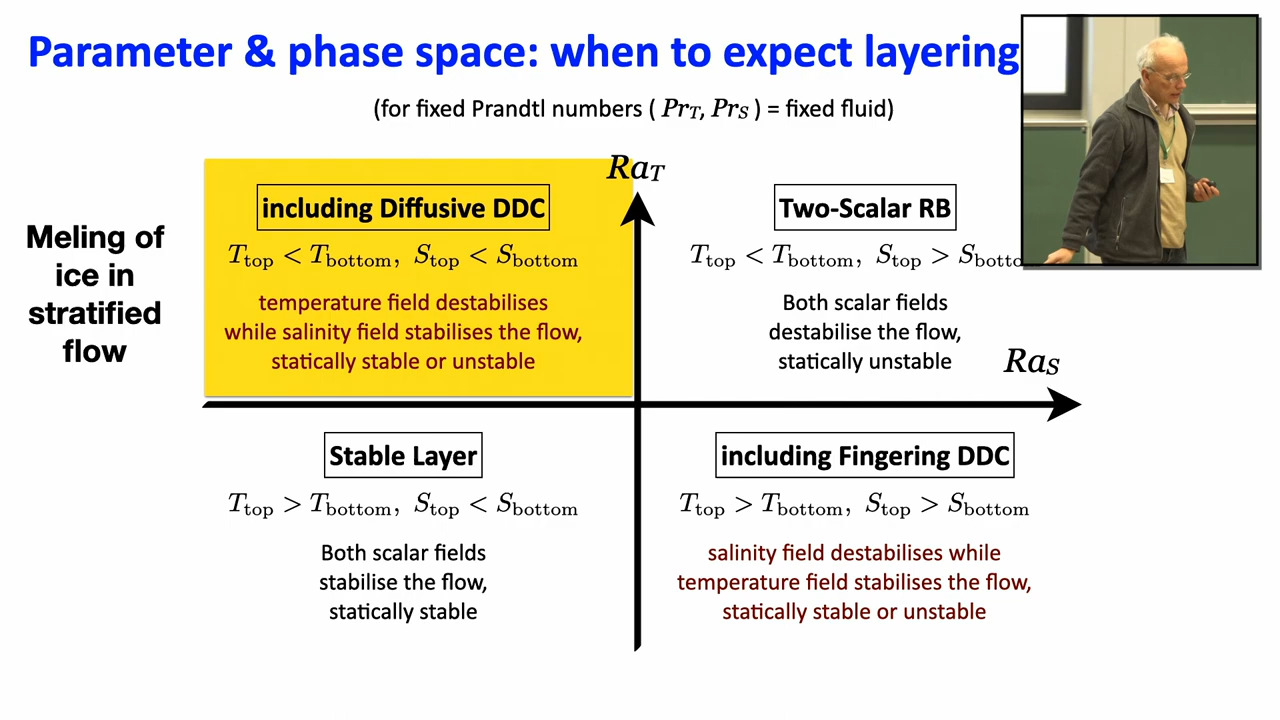 Parameter & phase space: when to expect layering
(for fixed Prandtl numbers ( Pr_T, Pr_S ) = fixed fluid)
Ra_T
including Diffusive DDC
T_top < T_bottom, S_top < S_bottom
temperature field destabilises
while salinity field stabilises the flow,
statically stable or unstable
Two-Scalar RB
T_top < T_bottom, S_top > S_botto
Both scalar fields
destabilise the flow,
statically unstable
Meling of
ice in
stratified
flow
Ra_S
Stable Layer
T_top > T_bottom, S_top < S_bottom
Both scalar fields
stabilise the flow,
statically stable
including Fingering DDC
T_top > T_bottom, S_top > S_bottom
salinity field destabilises while
temperature field stabilises the flow,
statically stable or unstable